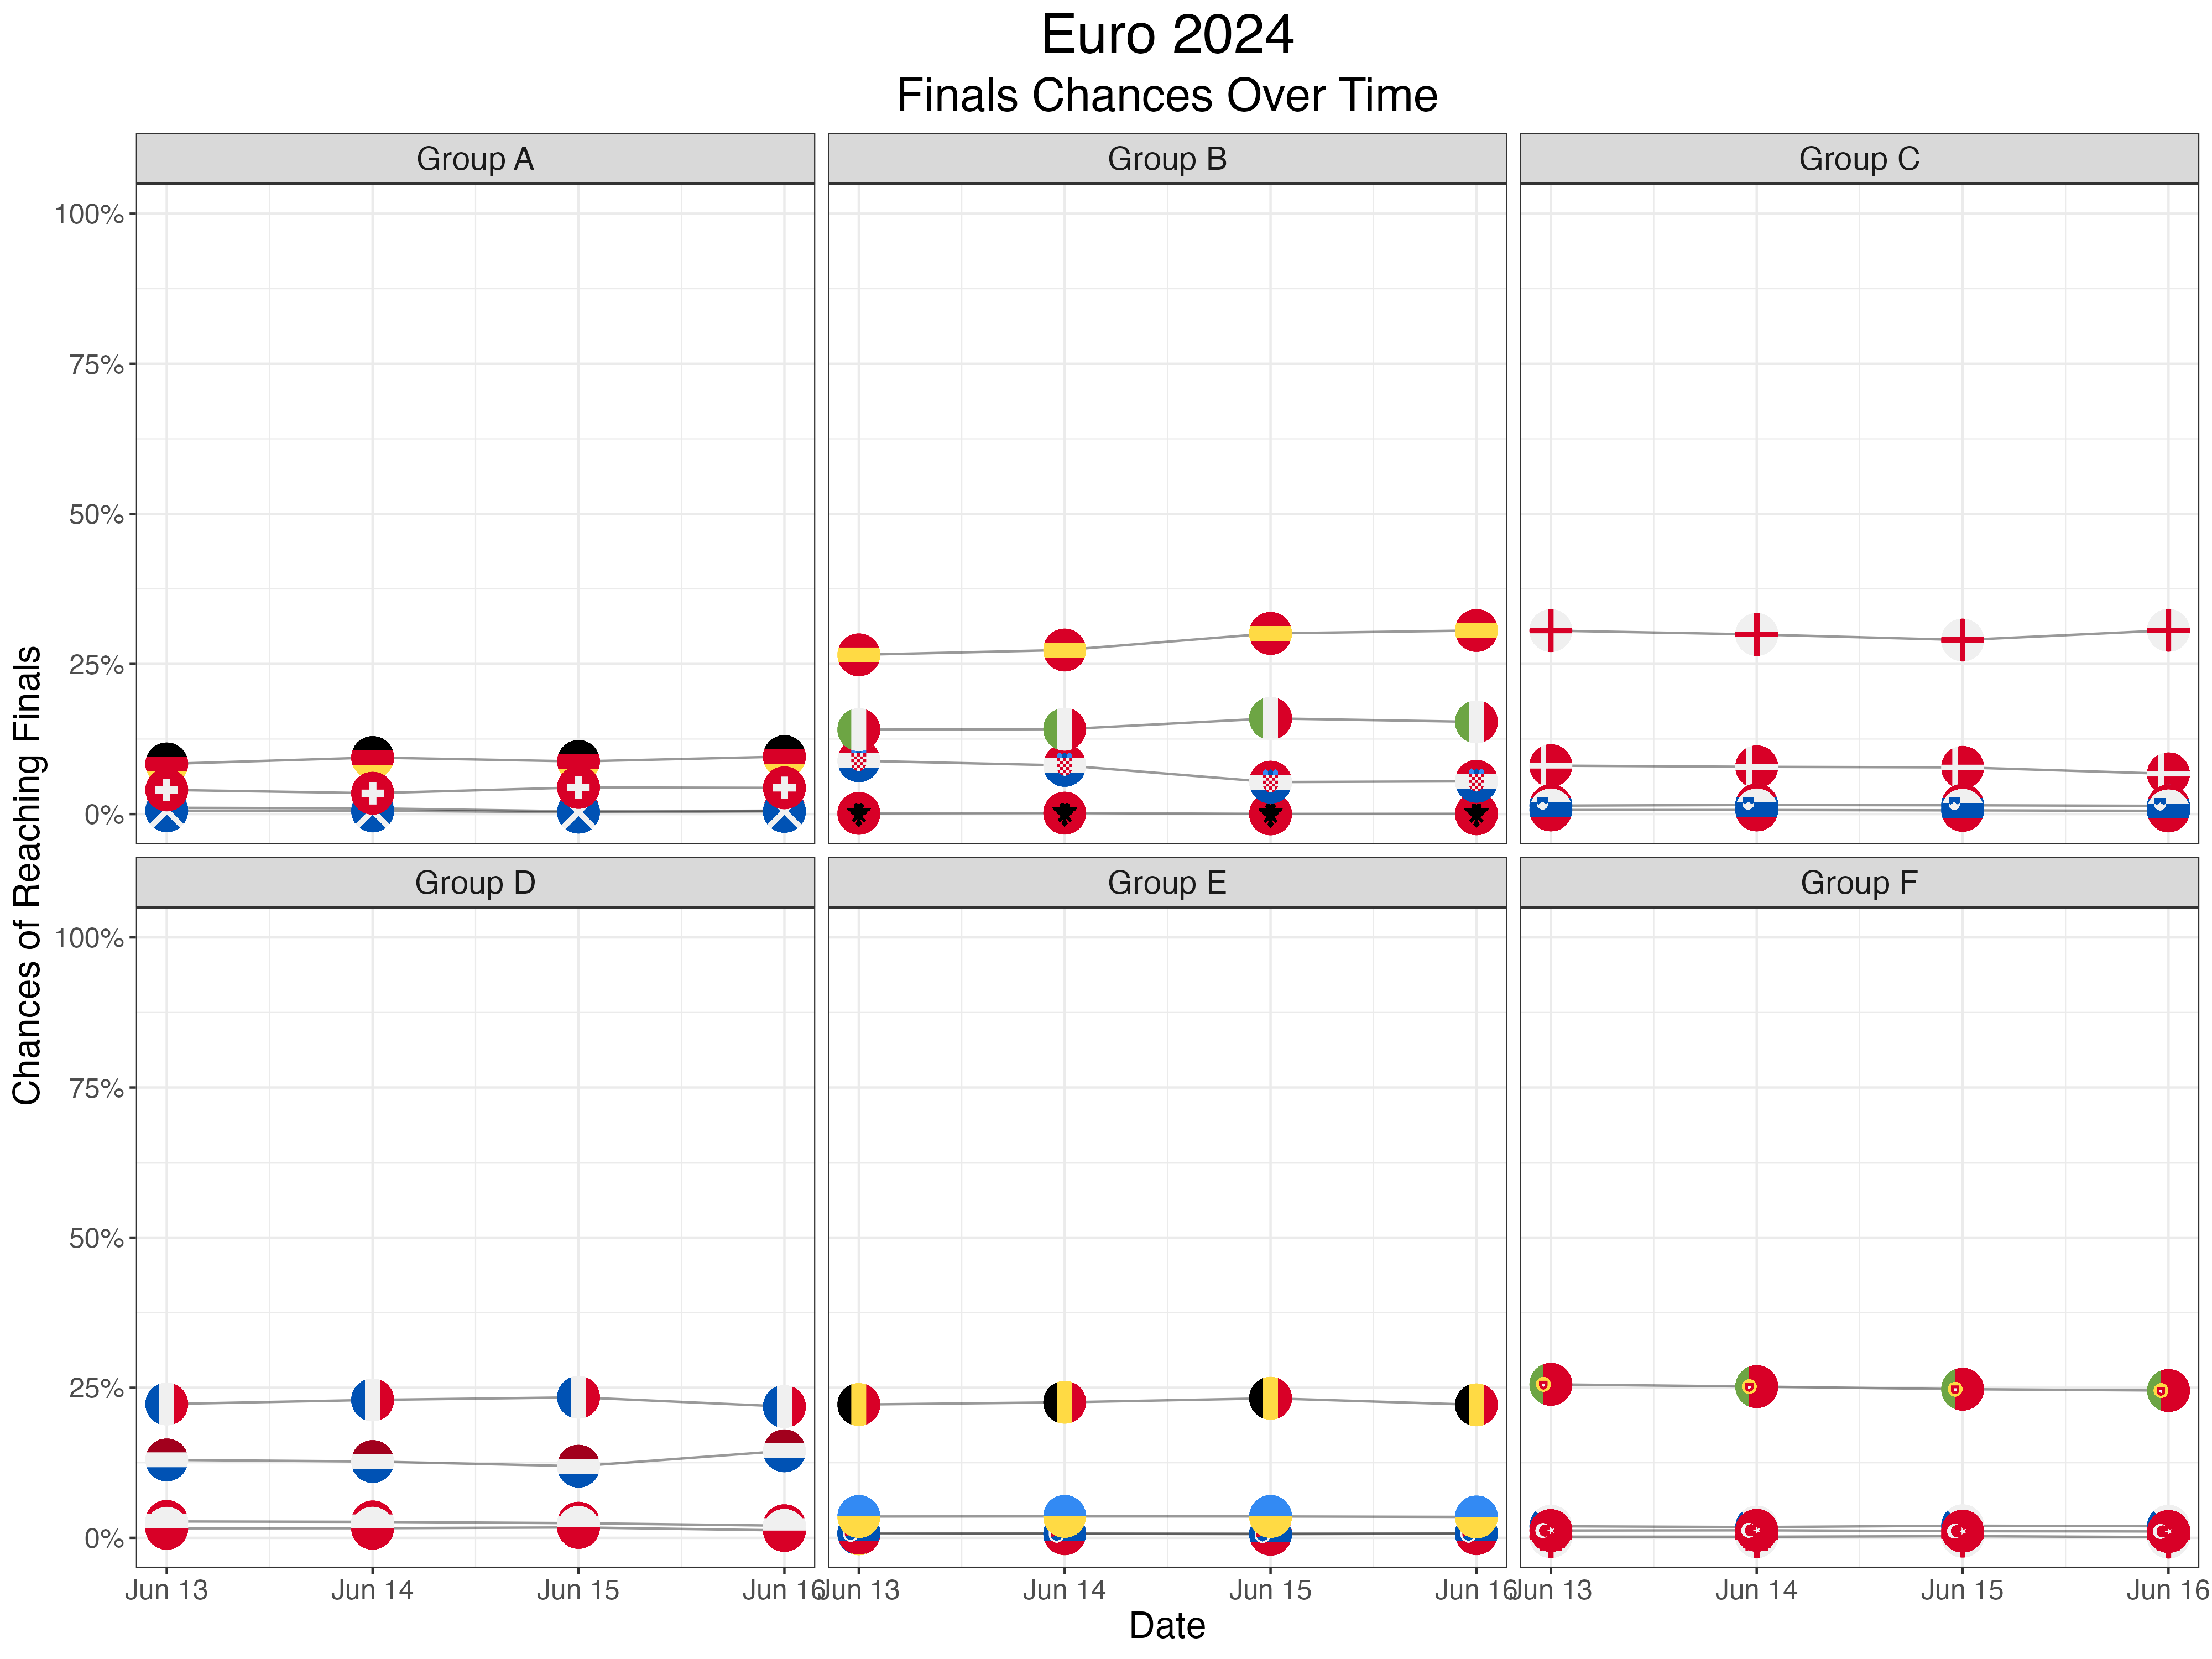 Euro 2024
Finals Chances Over Time
Group A
Group B
Group C
100%
75%
50%
25%
0%
Group D
Group E
Group F
100%
75%
50%
25%
0%
Jun 13
Jun 14
Jun 15
Jun 16
Jun 13
Jun 14
Jun 15
Jun 16
Jun 13
Jun 14
Jun 15
Jun 16
Date
Chances of Reaching Finals